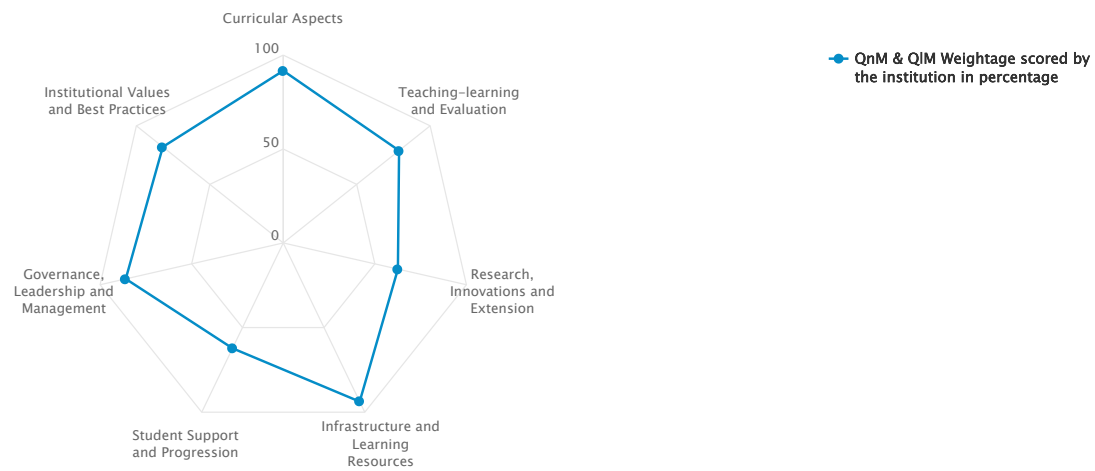 Curricular Aspects
100
QnM & QlM Weightage scored by
the institution in percentage
Institutional Values
and Best Practices
Teaching-learning
and Evaluation
50
0
Governance,
Leadership and
Management
Research,
Innovations and
Extension
Student Support
and Progression
Infrastructure and
Learning
Resources